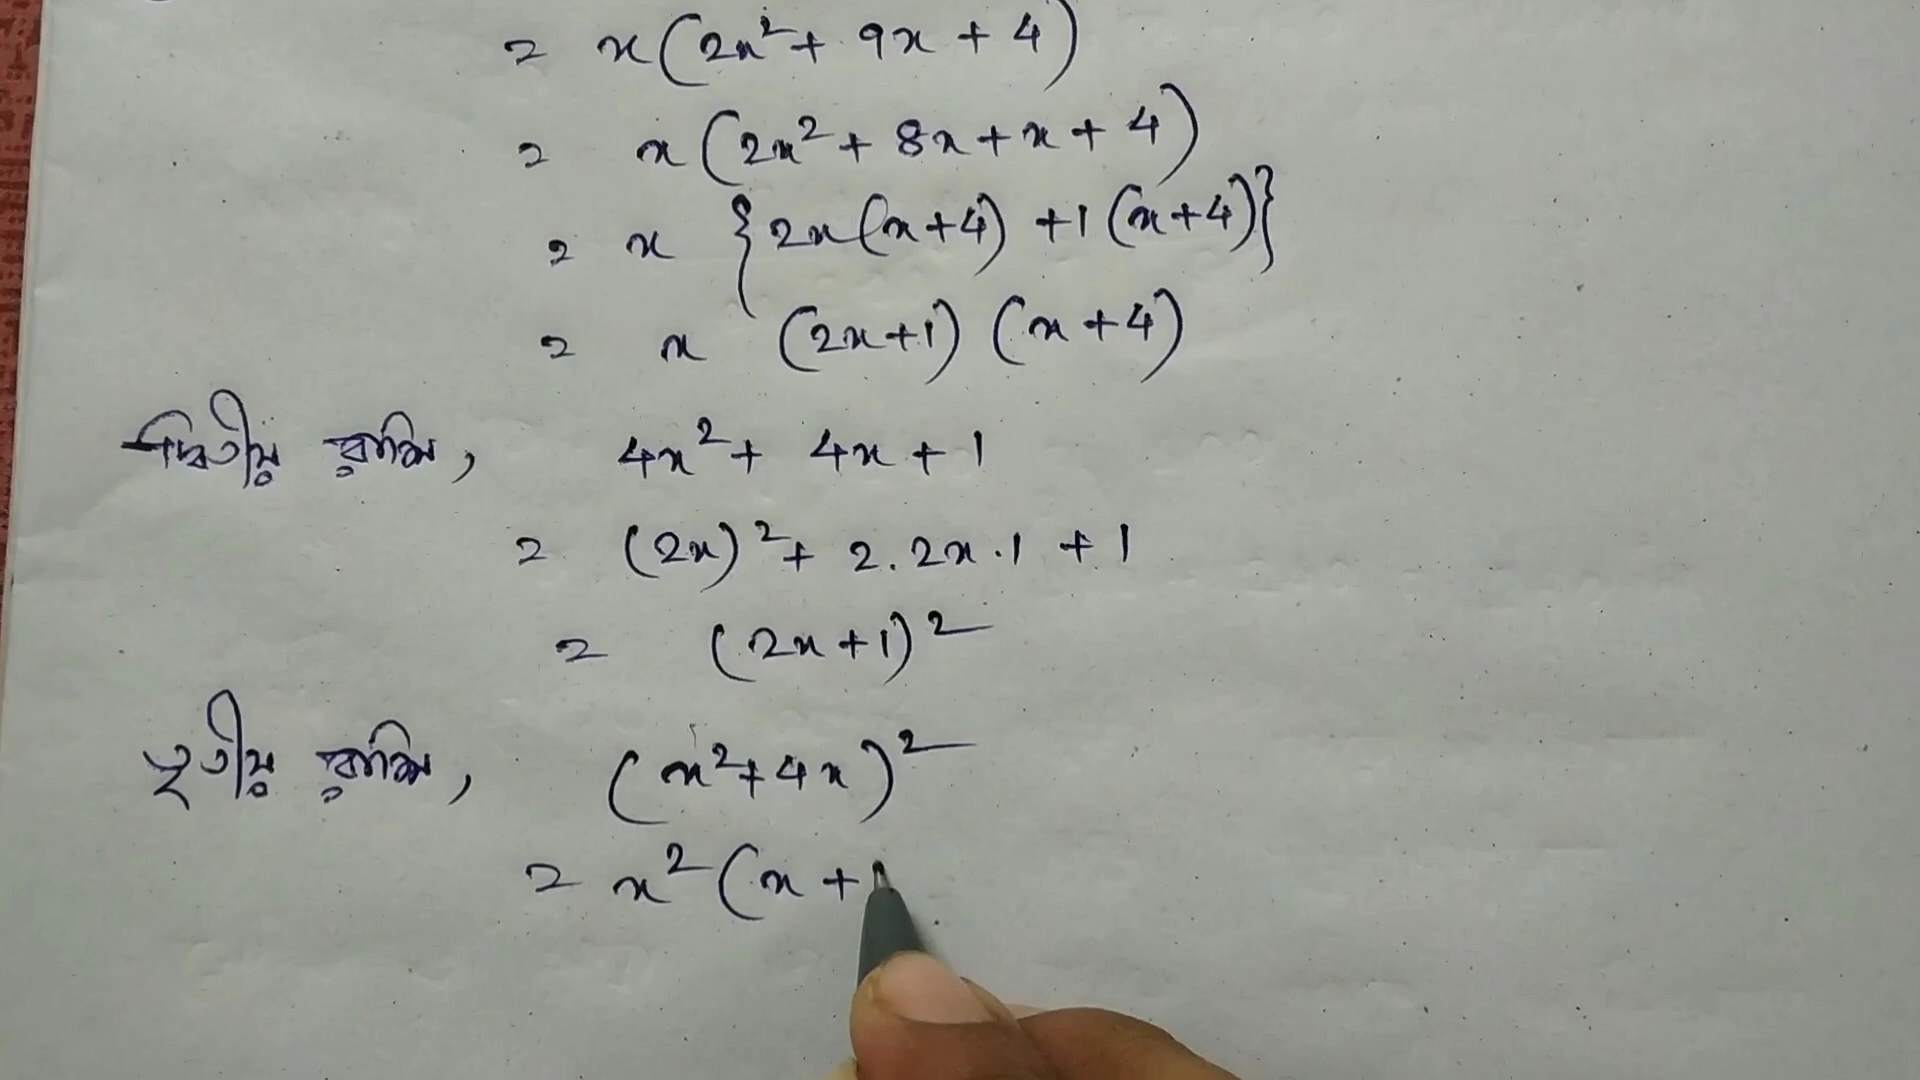 = x(2x² + 9x + 4)
= x(2x² + 8x + x + 4)
= x {2x(x+4) +1(x+4)}
= x (2x+1) (x+4)
দ্বিতীয় রাশি, 4x² + 4x + 1
= (2x)² + 2.2x.1 + 1
= (2x+1)²
তৃতীয় রাশি, (x²+4x)²
= x² (x +